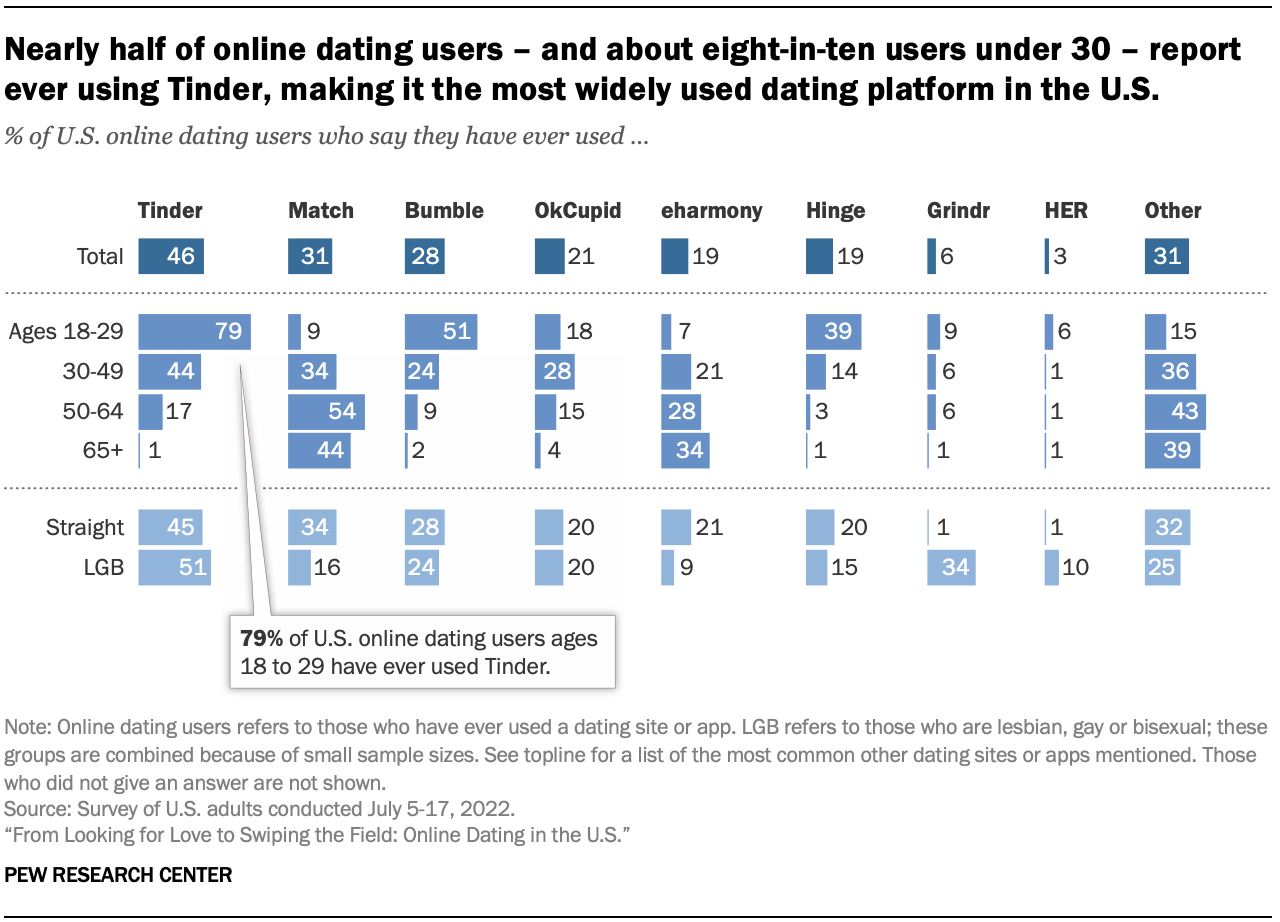 Nearly half of online dating users – and about eight-in-ten users under 30 – report
ever using Tinder, making it the most widely used dating platform in the U.S.
% of U.S. online dating users who say they have ever used ...
Tinder Match Bumble OkCupid eharmony Hinge Grindr HER Other
Total 46 31 28 21 19 19 6 3 31
Ages 18-29 79 9 51 18 7 39 9 6 15
30-49 44 34 24 28 21 14 6 1 36
50-64 17 54 9 15 28 3 6 1 43
65+ 1 44 2 4 34 1 1 1 39
Straight 45 34 28 20 21 20 1 1 32
LGB 51 16 24 20 9 15 34 10 25
79% of U.S. online dating users ages
18 to 29 have ever used Tinder.
Note: Online dating users refers to those who have ever used a dating site or app. LGB refers to those who are lesbian, gay or bisexual; these
groups are combined because of small sample sizes. See topline for a list of the most common other dating sites or apps mentioned. Those
who did not give an answer are not shown.
Source: Survey of U.S. adults conducted July 5-17, 2022.
“From Looking for Love to Swiping the Field: Online Dating in the U.S.”
PEW RESEARCH CENTER